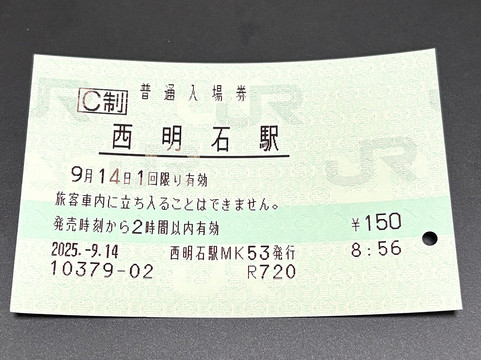 普通入場券
C制
西明石駅
9月14日1回限り有効
旅客車内に立ち入ることはできません。
発売時刻から2時間以内有効 ¥150
2025.-9.14 西明石駅MK53発行 8:56
10379-02 R720